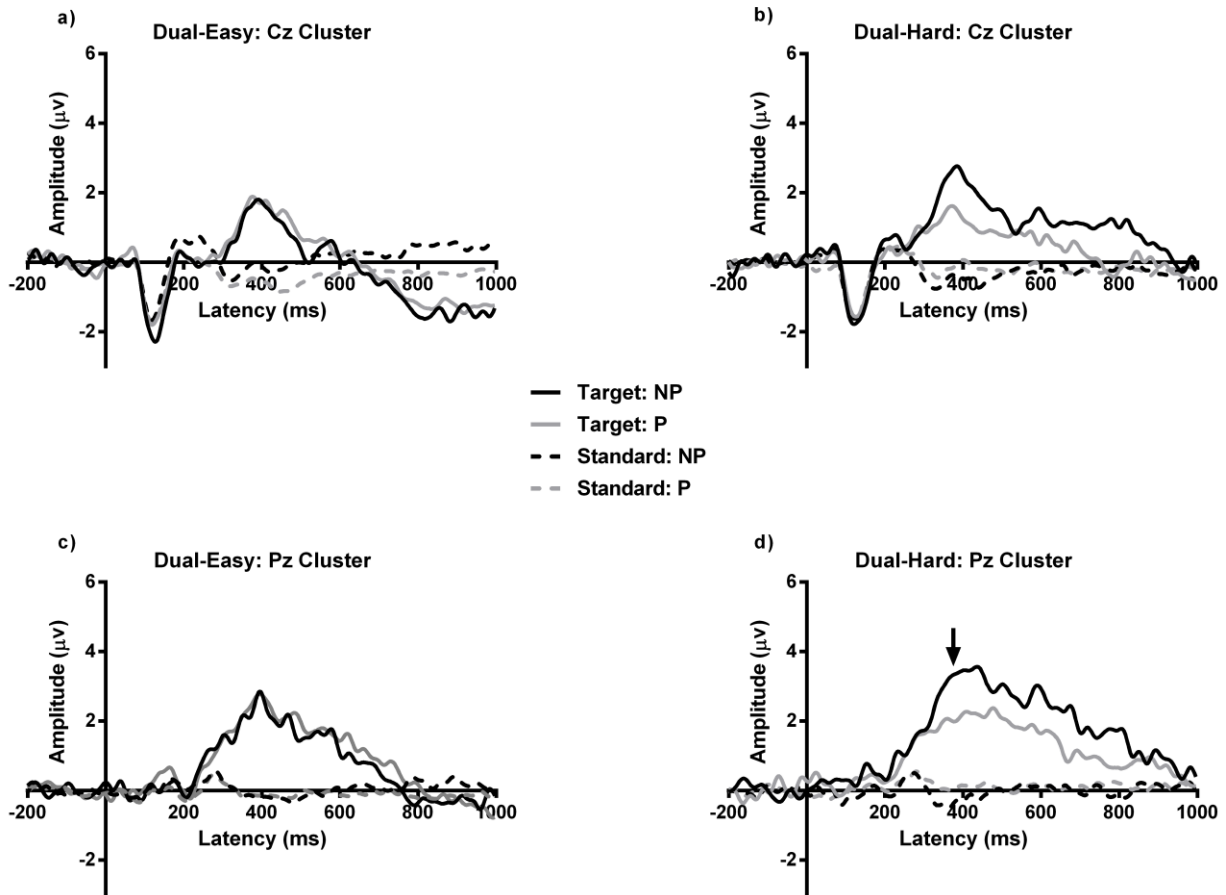 a)
Dual-Easy: Cz Cluster
6
4
2
-2
Amplitude (μv)
-200
200
400
600
800
1000
Latency (ms)
b)
Dual-Hard: Cz Cluster
6
4
2
-2
Amplitude (μv)
-200
200
400
600
800
1000
Latency (ms)
Target: NP
Target: P
Standard: NP
Standard: P
c)
Dual-Easy: Pz Cluster
6
4
2
-2
Amplitude (μv)
-200
200
400
600
800
1000
Latency (ms)
d)
Dual-Hard: Pz Cluster
6
4
2
-2
Amplitude (μv)
-200
200
400
600
800
1000
Latency (ms)